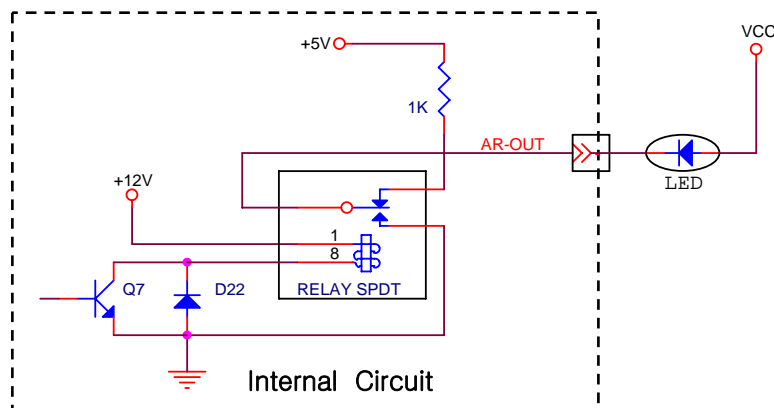 +5V
VCC
1K
AR-OUT
LED
+12V
1
8
Q7
D22
RELAY SPDT
Internal Circuit